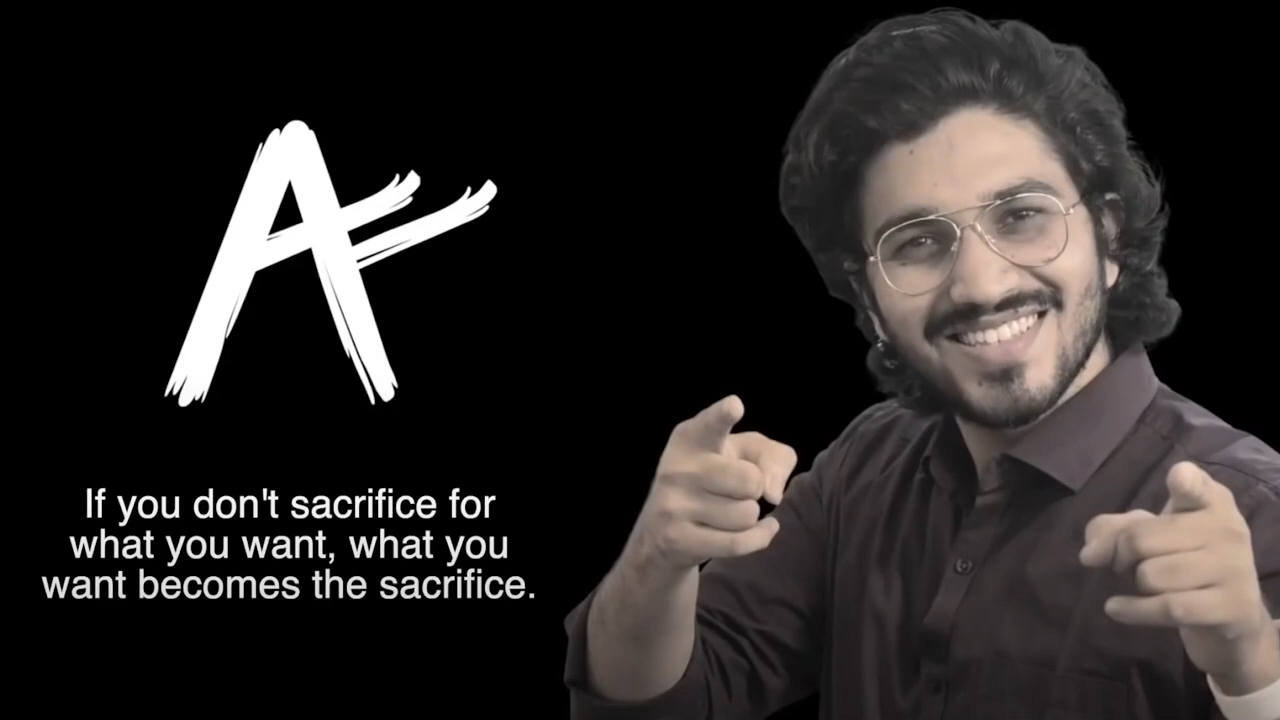 A
If you don't sacrifice for
what you want, what you
want becomes the sacrifice.